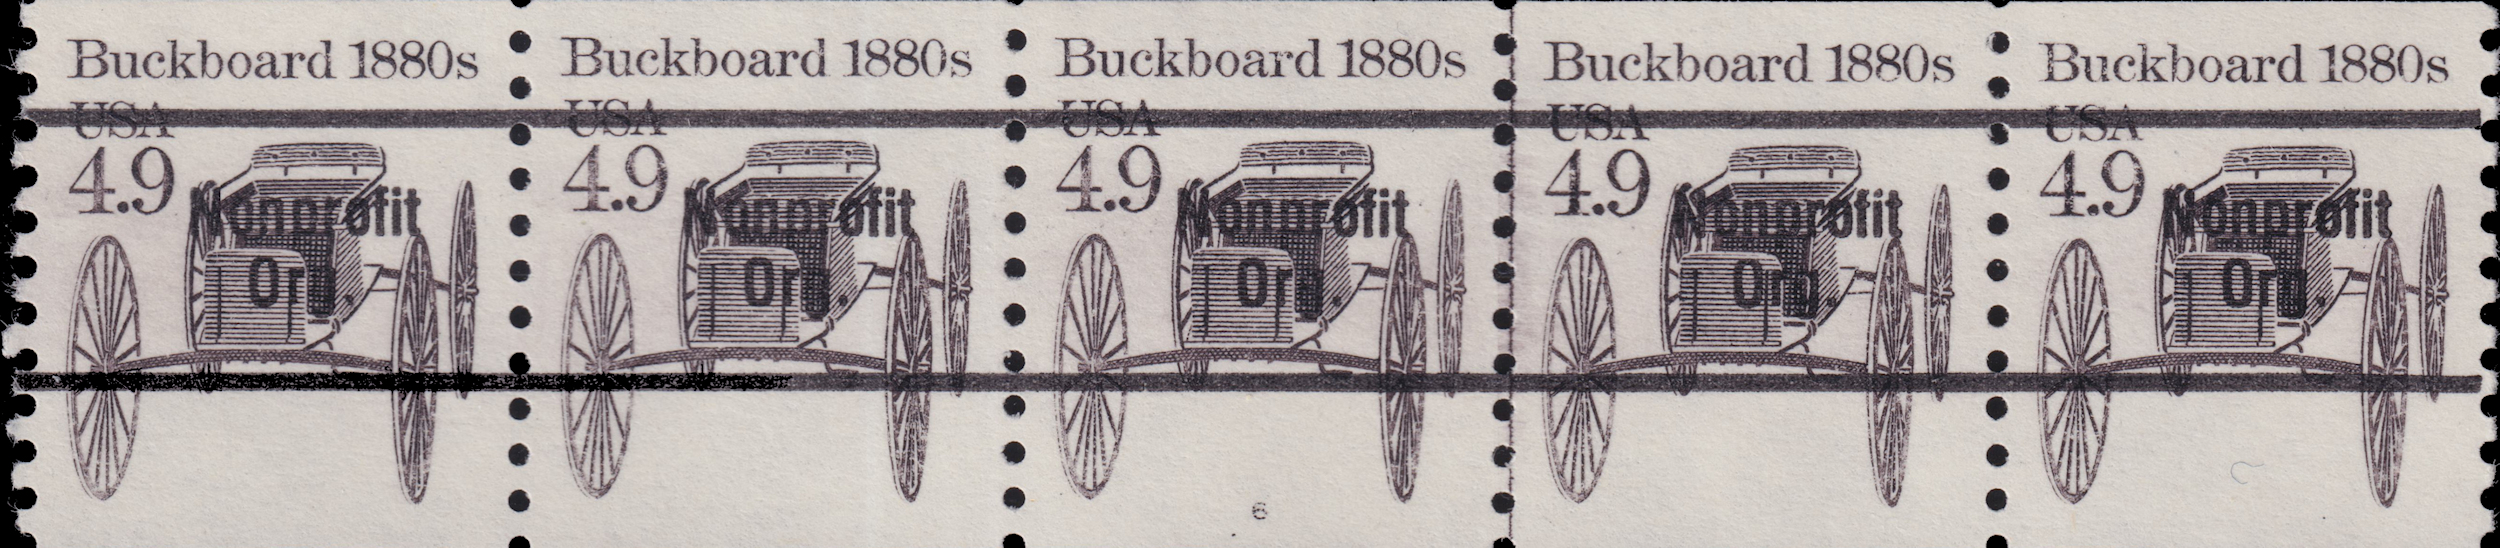 Buckboard 1880s Buckboard 1880s Buckboard 1880s Buckboard 1880s Buckboard 1880s
USA USA USA USA USA
4.9 4.9 4.9 4.9 4.9
Nonprofit Nonprofit Nonprofit Nonprofit Nonprofit
Org. Org. Org. Org. Org.
6